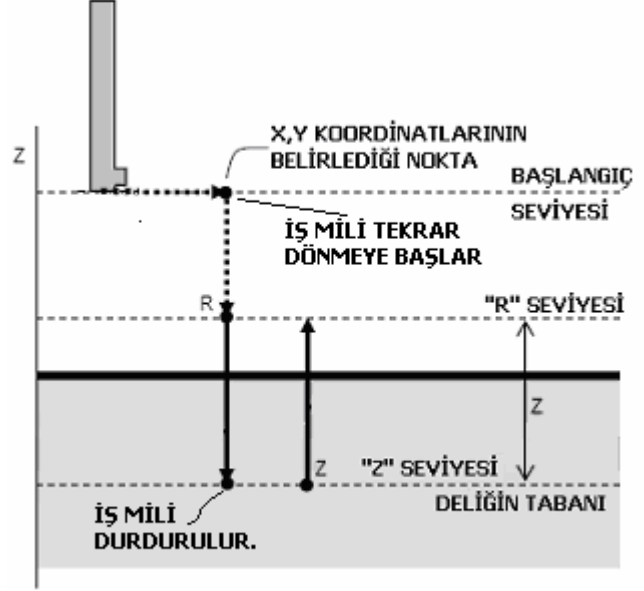 Z
X,Y KOORDİNATLARININ
BELİRLEDİĞİ NOKTA
BAŞLANGIÇ
SEVİYESİ
İŞ MİLİ TEKRAR
DÖNMEYE BAŞLAR
R
"R" SEVİYESİ
Z
Z
"Z" SEVİYESİ
DELİĞİN TABANI
İŞ MİLİ
DURDURULUR.